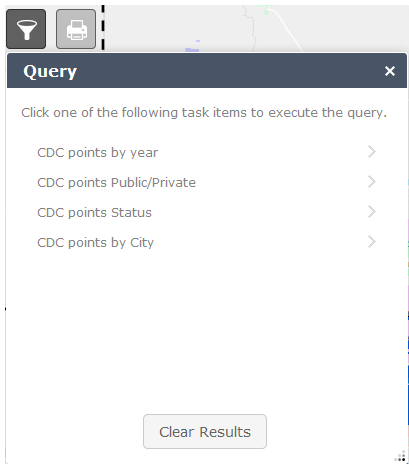 Query
Click one of the following task items to execute the query.
CDC points by year
CDC points Public/Private
CDC points Status
CDC points by City
Clear Results